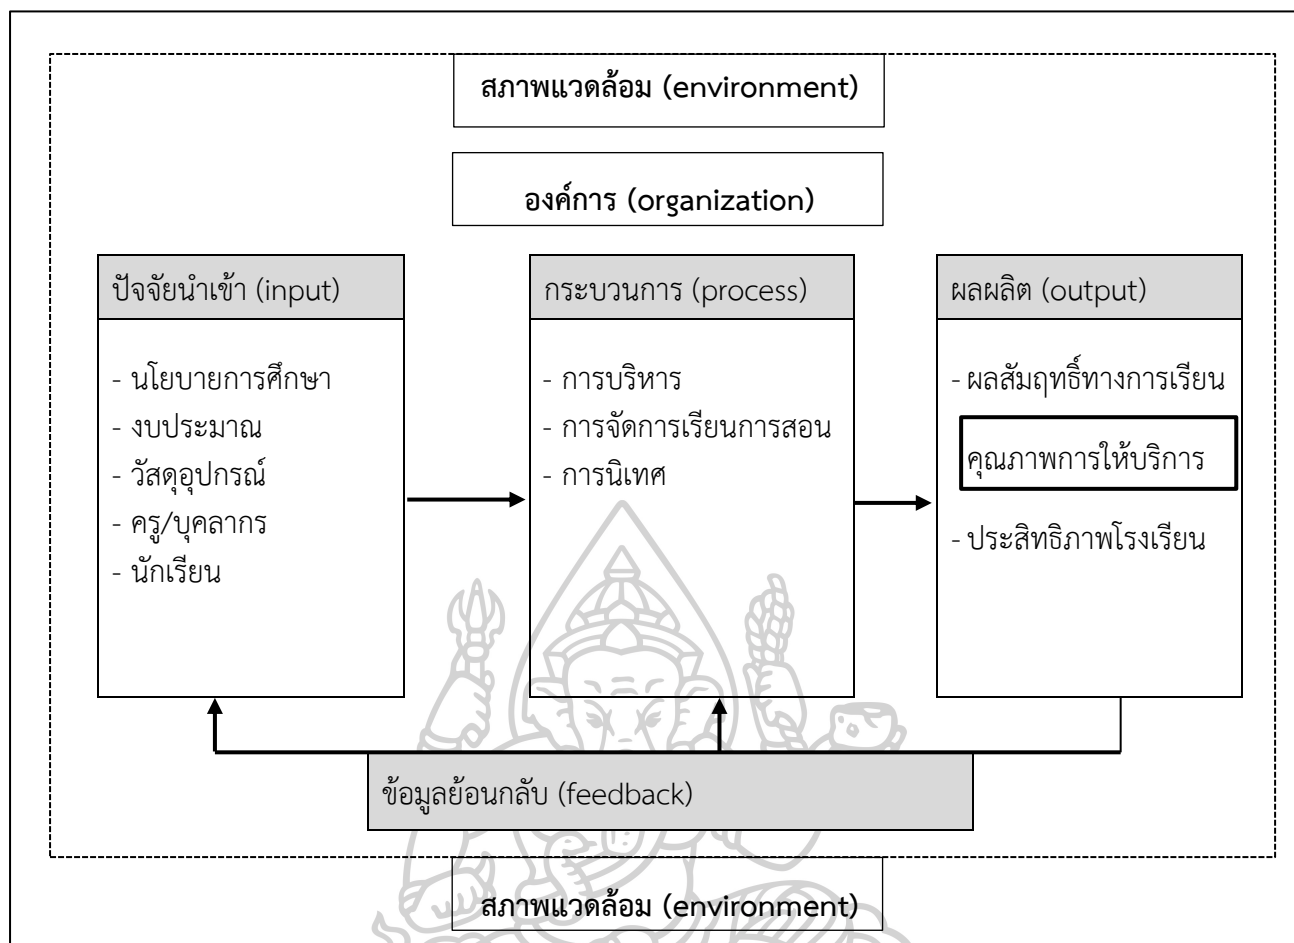 สภาพแวดล้อม (environment)
องค์การ (organization)
ปัจจัยนำเข้า (input)
- นโยบายการศึกษา
- งบประมาณ
- วัสดุอุปกรณ์
- ครู/บุคลากร
- นักเรียน
กระบวนการ (process)
- การบริหาร
- การจัดการเรียนการสอน
- การนิเทศ
ผลผลิต (output)
- ผลสัมฤทธิ์ทางการเรียน
คุณภาพการให้บริการ
- ประสิทธิภาพโรงเรียน
ข้อมูลย้อนกลับ (feedback)
สภาพแวดล้อม (environment)